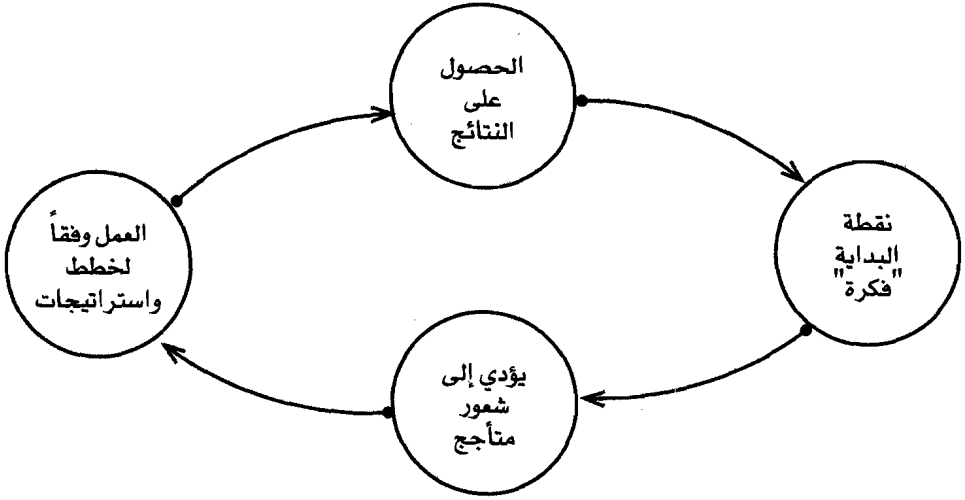 الحصول
على
النتائج
نقطة
البداية
"فكرة"
يؤدي إلى
شعور
متأجج
العمل وفقاً
لخطط
واستراتيجات